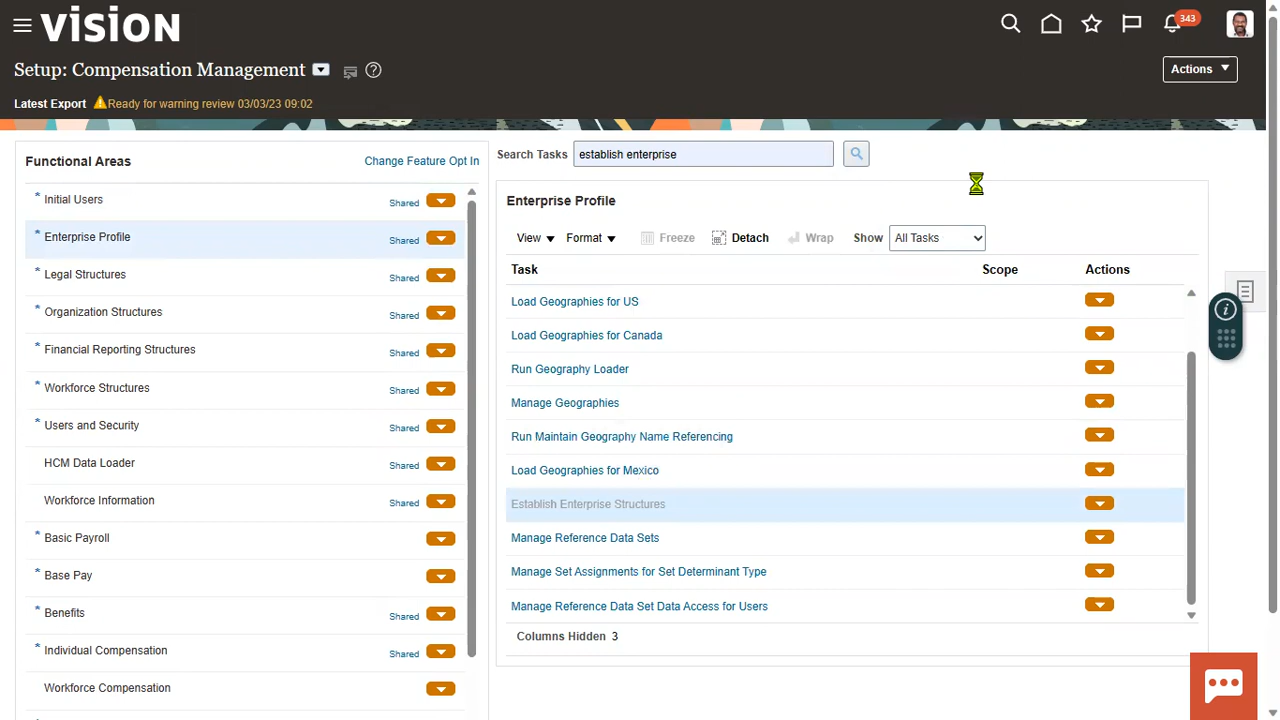 vision
343
Setup: Compensation Management
Actions
Latest Export Ready for warning review 03/03/23 09:02
Functional Areas
Change Feature Opt In
* Initial Users Shared
* Enterprise Profile Shared
* Legal Structures Shared
* Organization Structures Shared
* Financial Reporting Structures Shared
* Workforce Structures Shared
* Users and Security Shared
HCM Data Loader Shared
Workforce Information Shared
* Basic Payroll
* Base Pay
* Benefits Shared
* Individual Compensation Shared
Workforce Compensation
Search Tasks establish enterprise
Enterprise Profile
View Format Freeze Detach Wrap Show All Tasks
Task Scope Actions
Load Geographies for US
Load Geographies for Canada
Run Geography Loader
Manage Geographies
Run Maintain Geography Name Referencing
Load Geographies for Mexico
Establish Enterprise Structures
Manage Reference Data Sets
Manage Set Assignments for Set Determinant Type
Manage Reference Data Set Data Access for Users
Columns Hidden 3